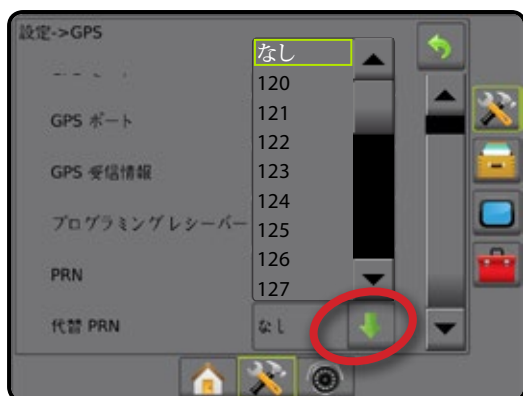 設定->GPS
GPS ポート
GPS 受信情報
プログラミングレシーバー
PRN
代替 PRN
なし
なし
120
121
122
123
124
125
126
127